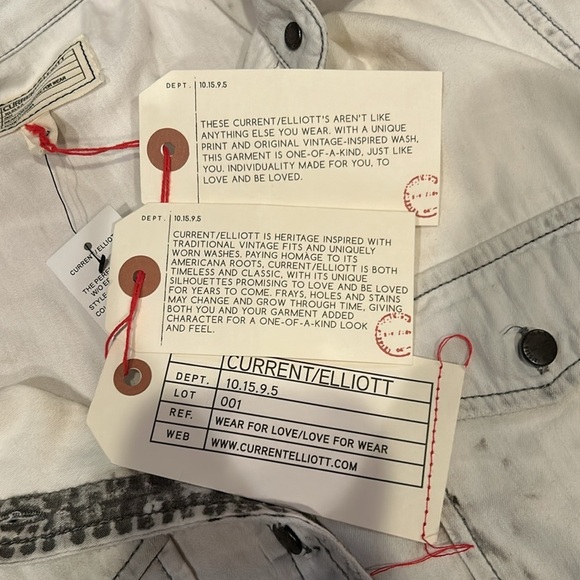 DEPT. 10.15.9.5
THESE CURRENT/ELLIOTT'S AREN'T LIKE
ANYTHING ELSE YOU WEAR. WITH A UNIQUE
PRINT AND ORIGINAL VINTAGE-INSPIRED WASH,
THIS GARMENT IS ONE-OF-A-KIND, JUST LIKE
YOU. INDIVIDUALITY MADE FOR YOU, TO
LOVE AND BE LOVED.
DEPT. 10.15.9.5
CURRENT/ELLIOTT IS HERITAGE INSPIRED WITH
TRADITIONAL VINTAGE FITS AND UNIQUELY
WORN WASHES. PAYING HOMAGE TO ITS
AMERICANA ROOTS, CURRENT/ELLIOTT IS BOTH
TIMELESS AND CLASSIC, WITH ITS UNIQUE
SILHOUETTES PROMISING TO LOVE AND BE LOVED
FOR YEARS TO COME. FRAYS, HOLES AND STAINS
MAY CHANGE AND GROW THROUGH TIME, GIVING
BOTH YOU AND YOUR GARMENT ADDED
CHARACTER FOR A ONE-OF-A-KIND LOOK
AND FEEL.
CURRENT/ELLIOTT
DEPT. 10.15.9.5
LOT 001
REF. WEAR FOR LOVE/LOVE FOR WEAR
WEB WWW.CURRENTELLIOTT.COM
CURRENT/ELLIOTT